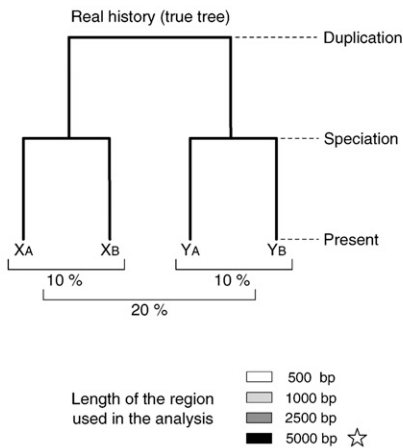 Real history (true tree)
Duplication
Speciation
Present
XA XB YA YB
10 % 10 %
20 %
Length of the region
used in the analysis
500 bp
1000 bp
2500 bp
5000 bp